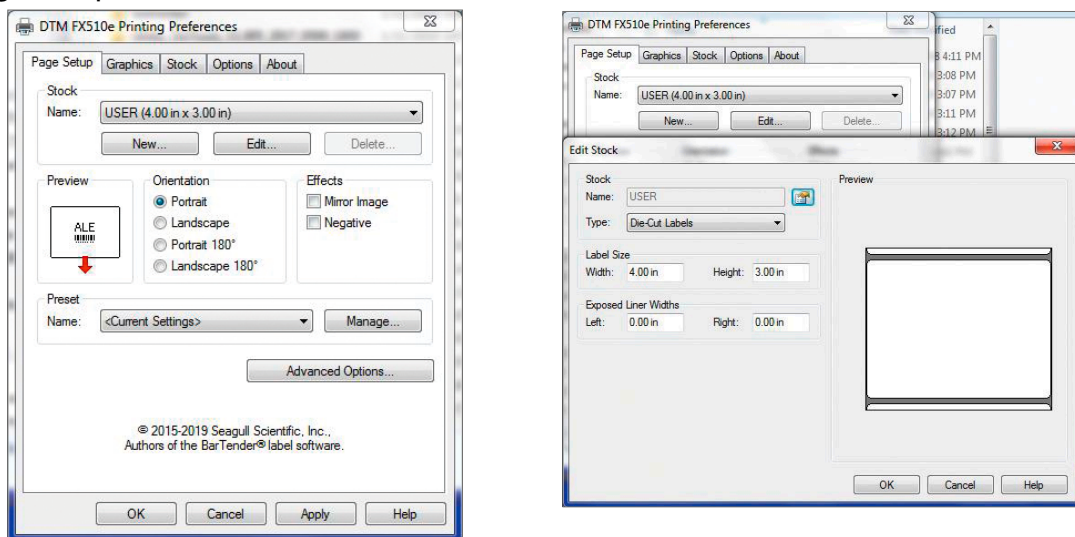 DTM FX510e Printing Preferences
Page Setup Graphics Stock Options About
Stock
Name: USER (4.00 in x 3.00 in)
New... Edit... Delete...
Preview Orientation Effects
ALE
Portrait Mirror Image
Landscape Negative
Portrait 180°
Landscape 180°
Preset
Name: <Current Settings> Manage...
Advanced Options...
© 2015-2019 Seagull Scientific, Inc.,
Authors of the BarTender® label software.
OK Cancel Apply Help
DTM FX510e Printing Preferences
Page Setup Graphics Stock Options About
Stock
Name: USER (4.00 in x 3.00 in)
New... Edit... Delete...
ified
4:11 PM
3:08 PM
3:07 PM
3:11 PM
3:12 PM
Edit Stock
Stock Preview
Name: USER
Type: Die-Cut Labels
Label Size
Width: 4.00 in Height: 3.00 in
Exposed Liner Widths
Left: 0.00 in Right: 0.00 in
OK Cancel Help